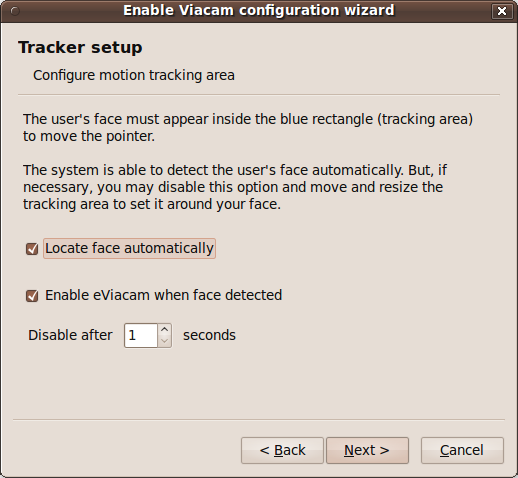 Enable Viacam configuration wizard
Tracker setup
Configure motion tracking area
The user's face must appear inside the blue rectangle (tracking area)
to move the pointer.
The system is able to detect the user's face automatically. But, if
necessary, you may disable this option and move and resize the
tracking area to set it around your face.
Locate face automatically
Enable eViacam when face detected
Disable after 1 seconds
< Back Next > Cancel